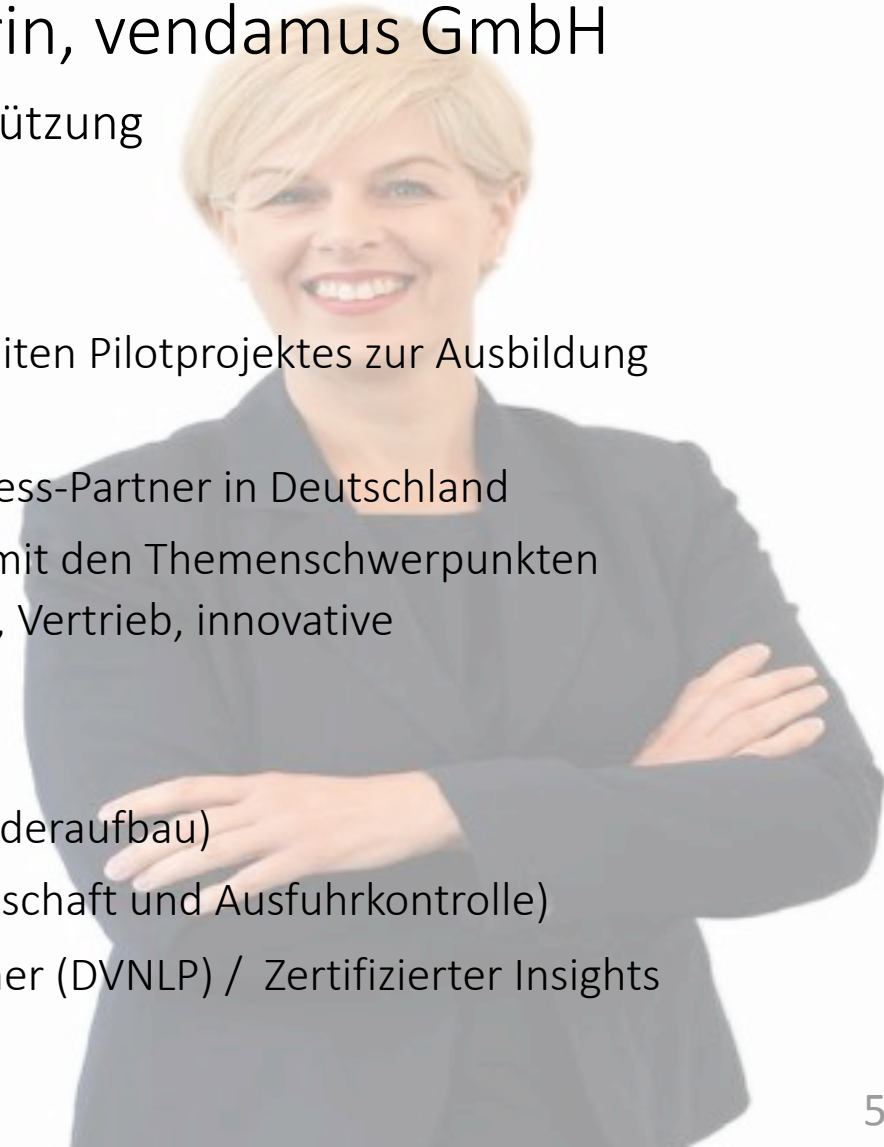 rin, vendamus GmbH
ützung
iten Pilotprojektes zur Ausbildung
ess-Partner in Deutschland
mit den Themenschwerpunkten
, Vertrieb, innovative
deraufbau)
schaft und Ausfuhrkontrolle)
er (DVNLP) / Zertifizierter Insights
5